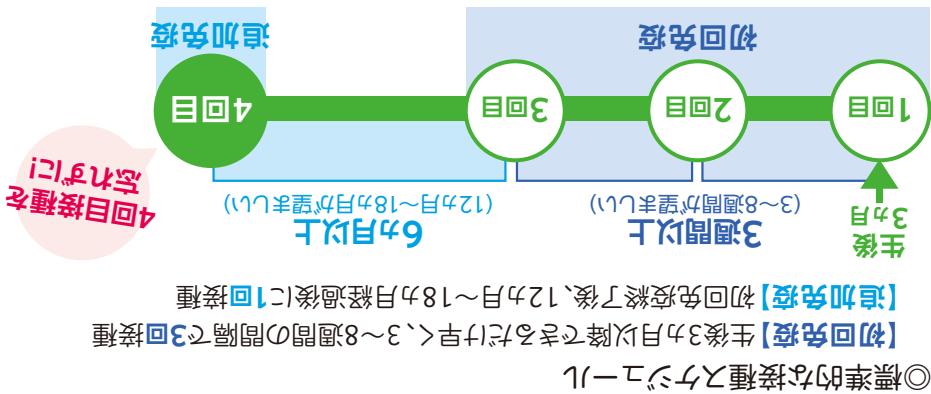 ◎標準的な接種スケジュール
【初回免疫】生後3ヵ月以降できるだけ早く、3〜8週間の間隔で3回接種
【追加免疫】初回免疫終了後、12ヵ月〜18ヵ月経過後に1回接種
生後
3ヵ月
3週間以上
(3〜8週間が望ましい)
6ヵ月以上
(12ヵ月〜18ヵ月が望ましい)
4回目接種を
忘れずに!
1回目
2回目
3回目
4回目
初回免疫
追加免疫